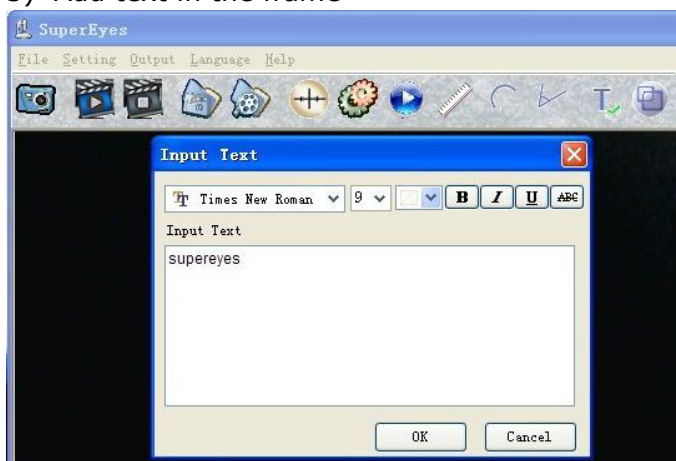 Add text in the frame
SuperEyes
File Setting Output Language Help
T
Input Text
Tr Times New Roman 9 B I U ABC
Input Text
supereyes
OK Cancel